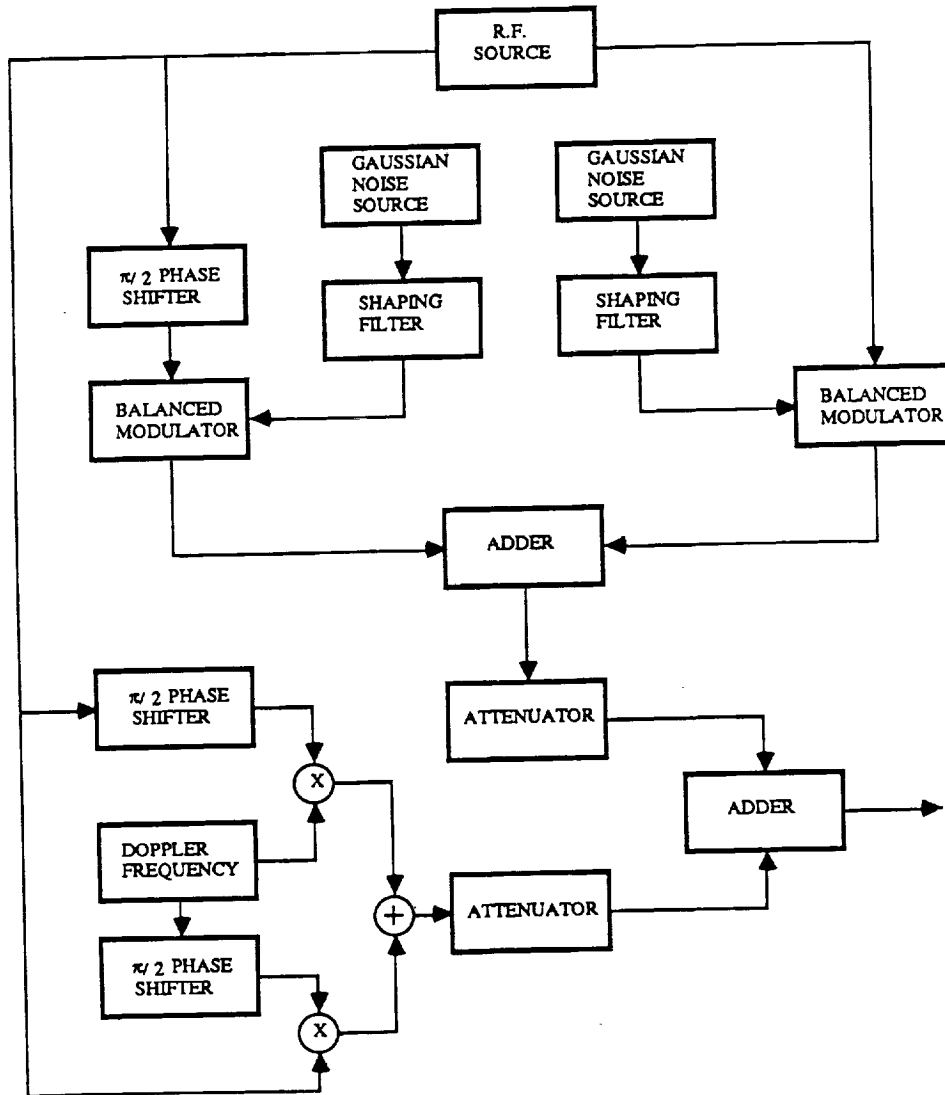 R.F.
SOURCE
GAUSSIAN
NOISE
SOURCE
GAUSSIAN
NOISE
SOURCE
π/2 PHASE
SHIFTER
SHAPING
FILTER
SHAPING
FILTER
BALANCED
MODULATOR
BALANCED
MODULATOR
ADDER
π/2 PHASE
SHIFTER
ATTENUATOR
X
ADDER
DOPPLER
FREQUENCY
+
ATTENUATOR
π/2 PHASE
SHIFTER
X